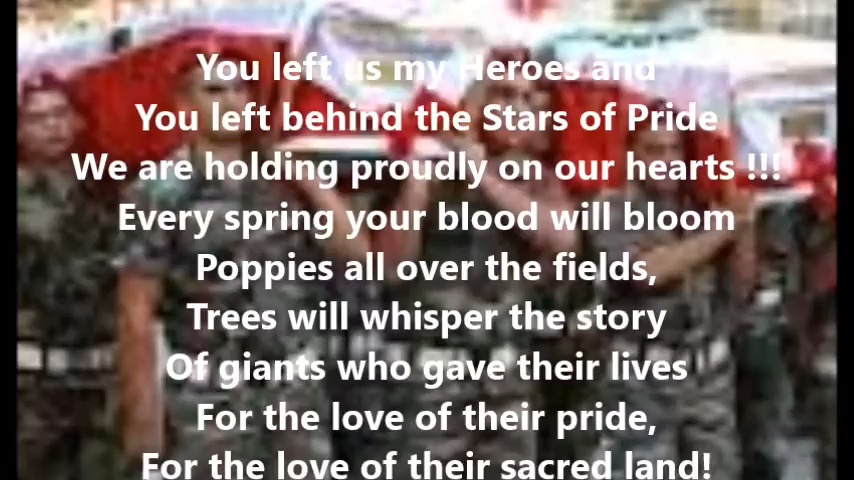 You left us my Heroes and
You left behind the Stars of Pride
We are holding proudly on our hearts !!!
Every spring your blood will bloom
Poppies all over the fields,
Trees will whisper the story
Of giants who gave their lives
For the love of their pride,
For the love of their sacred land!